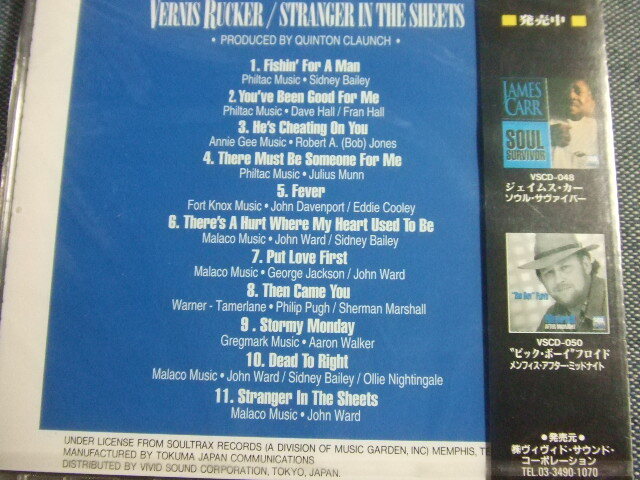 VERNIS RUCKER / STRANGER IN THE SHEETS
• PRODUCED BY QUINTON CLAUNCH •
1. Fishin' For A Man
Philtac Music • Sidney Bailey
2. You've Been Good For Me
Philtac Music • Dave Hall / Fran Hall
3. He's Cheating On You
Annie Gee Music • Robert A. (Bob) Jones
4. There Must Be Someone For Me
Philtac Music • Julius Munn
5. Fever
Fort Knox Music • John Davenport / Eddie Cooley
6. There's A Hurt Where My Heart Used To Be
Malaco Music • John Ward / Sidney Bailey
7. Put Love First
Malaco Music • George Jackson / John Ward
8. Then Came You
Warner - Tamerlane • Philip Pugh / Sherman Marshall
9. Stormy Monday
Gregmark Music • Aaron Walker
10. Dead To Right
Malaco Music • John Ward / Sidney Bailey / Ollie Nightingale
11. Stranger In The Sheets
Malaco Music • John Ward
UNDER LICENSE FROM SOULTRAX RECORDS (A DIVISION OF MUSIC GARDEN, INC) MEMPHIS, TE
MANUFACTURED BY TOKUMA JAPAN COMMUNICATIONS
DISTRIBUTED BY VIVID SOUND CORPORATION, TOKYO, JAPAN.
■ 発売中 ■
JAMES
CARR
SOUL
SURVIVOR
VSCD-048
ジェイムス・カー
ソウル・サヴァイバー
AFTER MIDNIGHT
VSCD-050
"ビック・ボーイ"フロイド
メンフィス・アフター・ミッドナイト
● 発売元 ●
㈱ヴィヴィド・サウンド・
コーポレーション
TEL.03-3490-1070